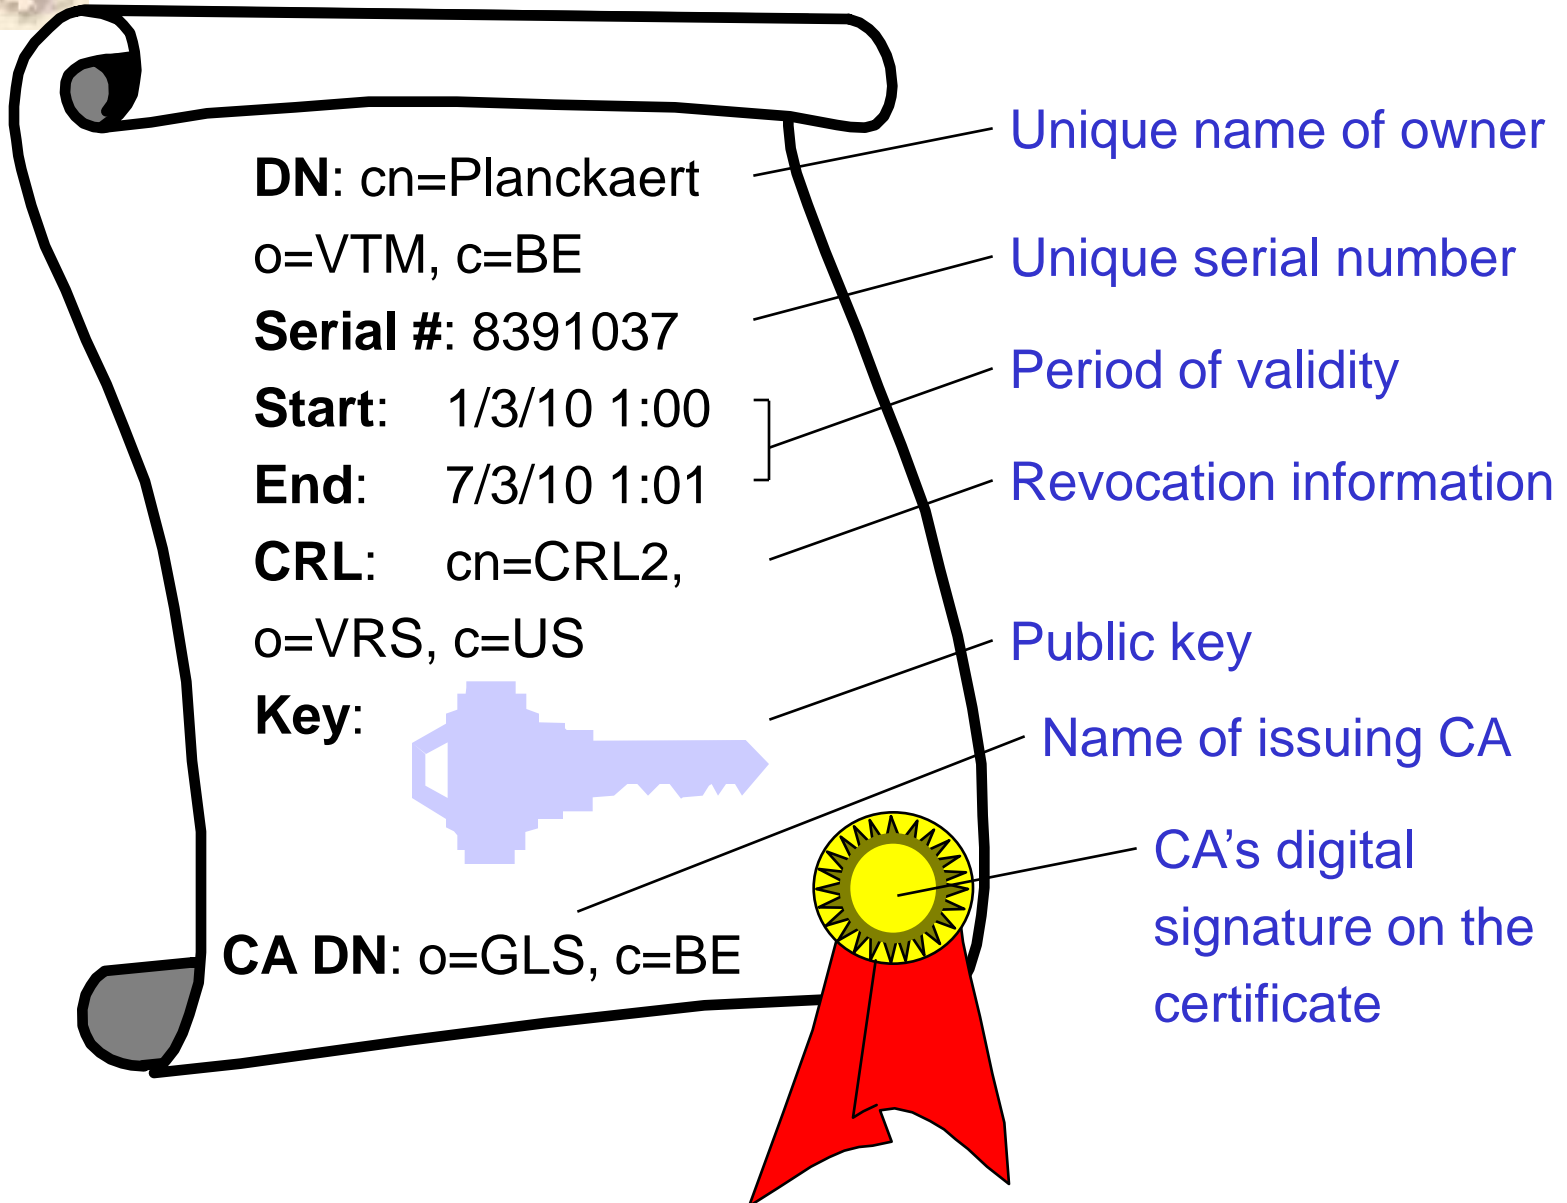 DN: cn=Planckaert
o=VTM, c=BE
Serial #: 8391037
Start: 1/3/10 1:00
End: 7/3/10 1:01
CRL: cn=CRL2,
o=VRS, c=US
Key:
CA DN: o=GLS, c=BE
Unique name of owner
Unique serial number
Period of validity
Revocation information
Public key
Name of issuing CA
CA’s digital
signature on the
certificate